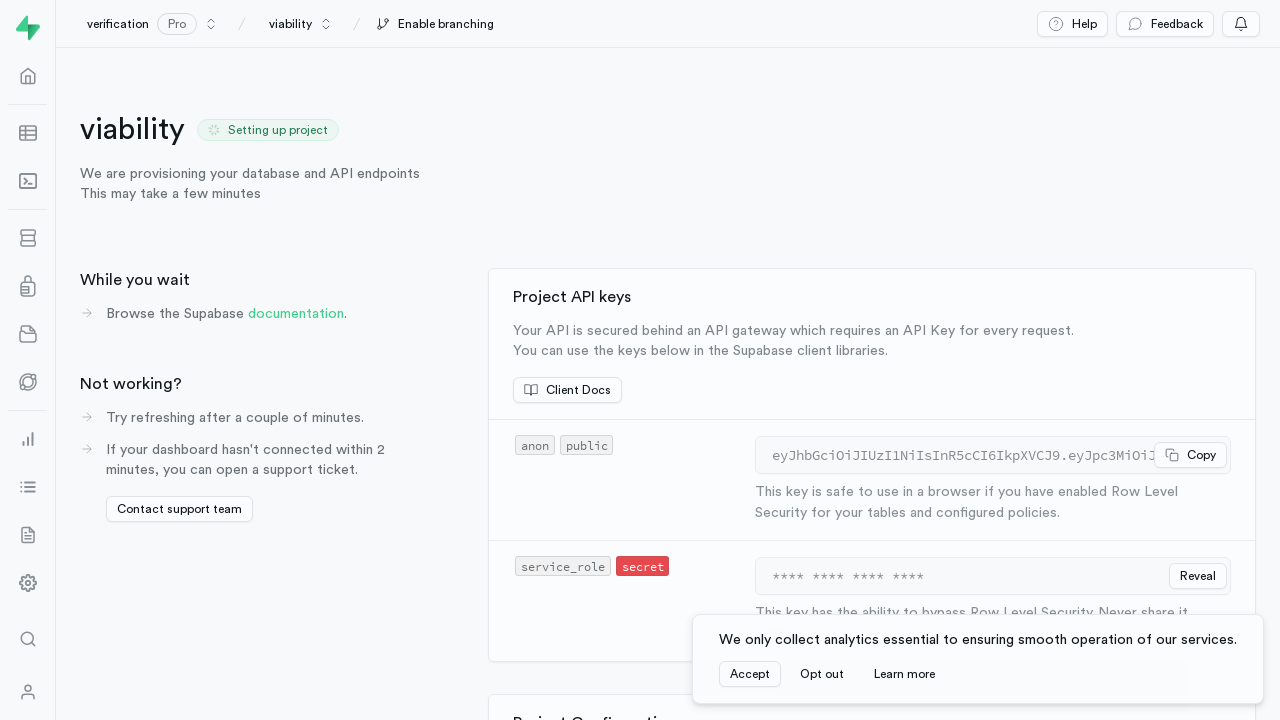 verification Pro / viability / Enable branching
Help Feedback
viability Setting up project
We are provisioning your database and API endpoints
This may take a few minutes
While you wait
Browse the Supabase documentation.
Not working?
Try refreshing after a couple of minutes.
If your dashboard hasn't connected within 2
minutes, you can open a support ticket.
Contact support team
Project API keys
Your API is secured behind an API gateway which requires an API Key for every request.
You can use the keys below in the Supabase client libraries.
Client Docs
anon public
eyJhbGciOiJIUzI1NiIsInR5cCI6IkpXVCJ9.eyJpc3MiOiJ Copy
This key is safe to use in a browser if you have enabled Row Level
Security for your tables and configured policies.
service_role secret
**** **** **** **** Reveal
This key has the ability to bypass Row Level Security. Never share it
We only collect analytics essential to ensuring smooth operation of our services.
Accept Opt out Learn more